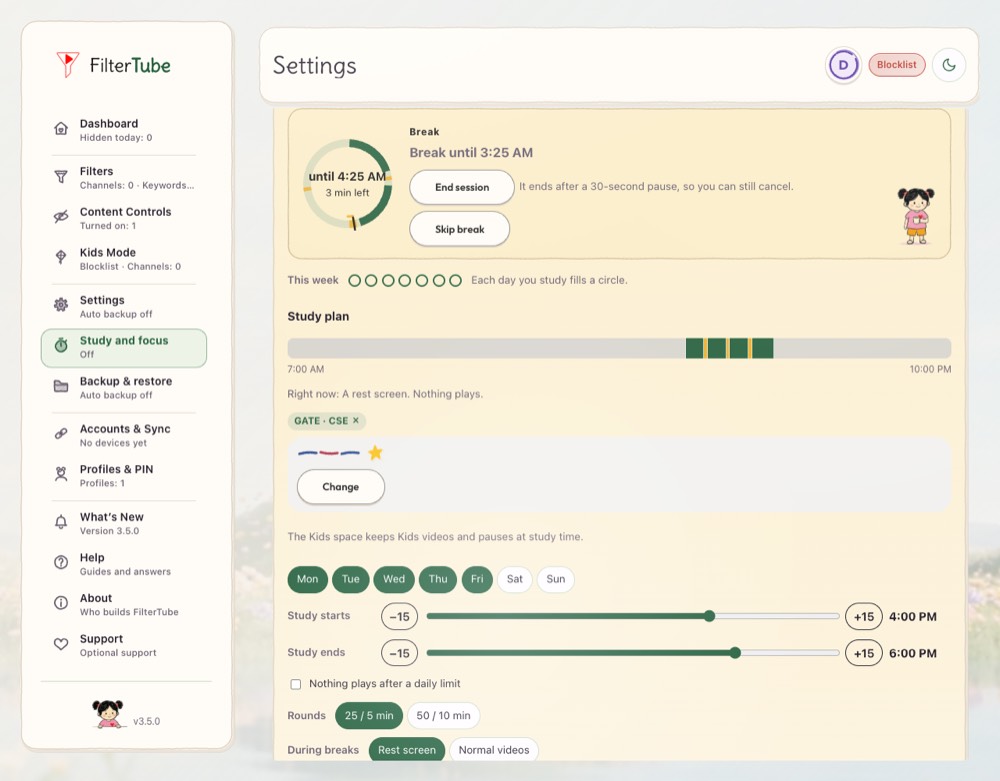 FilterTube
Dashboard
Hidden today: 0
Filters
Channels: 0 · Keywords...
Content Controls
Turned on: 1
Kids Mode
Blocklist · Channels: 0
Settings
Auto backup off
Study and focus
Off
Backup & restore
Auto backup off
Accounts & Sync
No devices yet
Profiles & PIN
Profiles: 1
What's New
Version 3.5.0
Help
Guides and answers
About
Who builds FilterTube
Support
Optional support
v3.5.0
Settings
D
Blocklist
until 4:25 AM
3 min left
Break
Break until 3:25 AM
End session
It ends after a 30-second pause, so you can still cancel.
Skip break
This week
Each day you study fills a circle.
Study plan
7:00 AM
10:00 PM
Right now: A rest screen. Nothing plays.
GATE · CSE ×
Change
The Kids space keeps Kids videos and pauses at study time.
Mon Tue Wed Thu Fri Sat Sun
Study starts −15 +15 4:00 PM
Study ends −15 +15 6:00 PM
Nothing plays after a daily limit
Rounds 25 / 5 min 50 / 10 min
During breaks Rest screen Normal videos